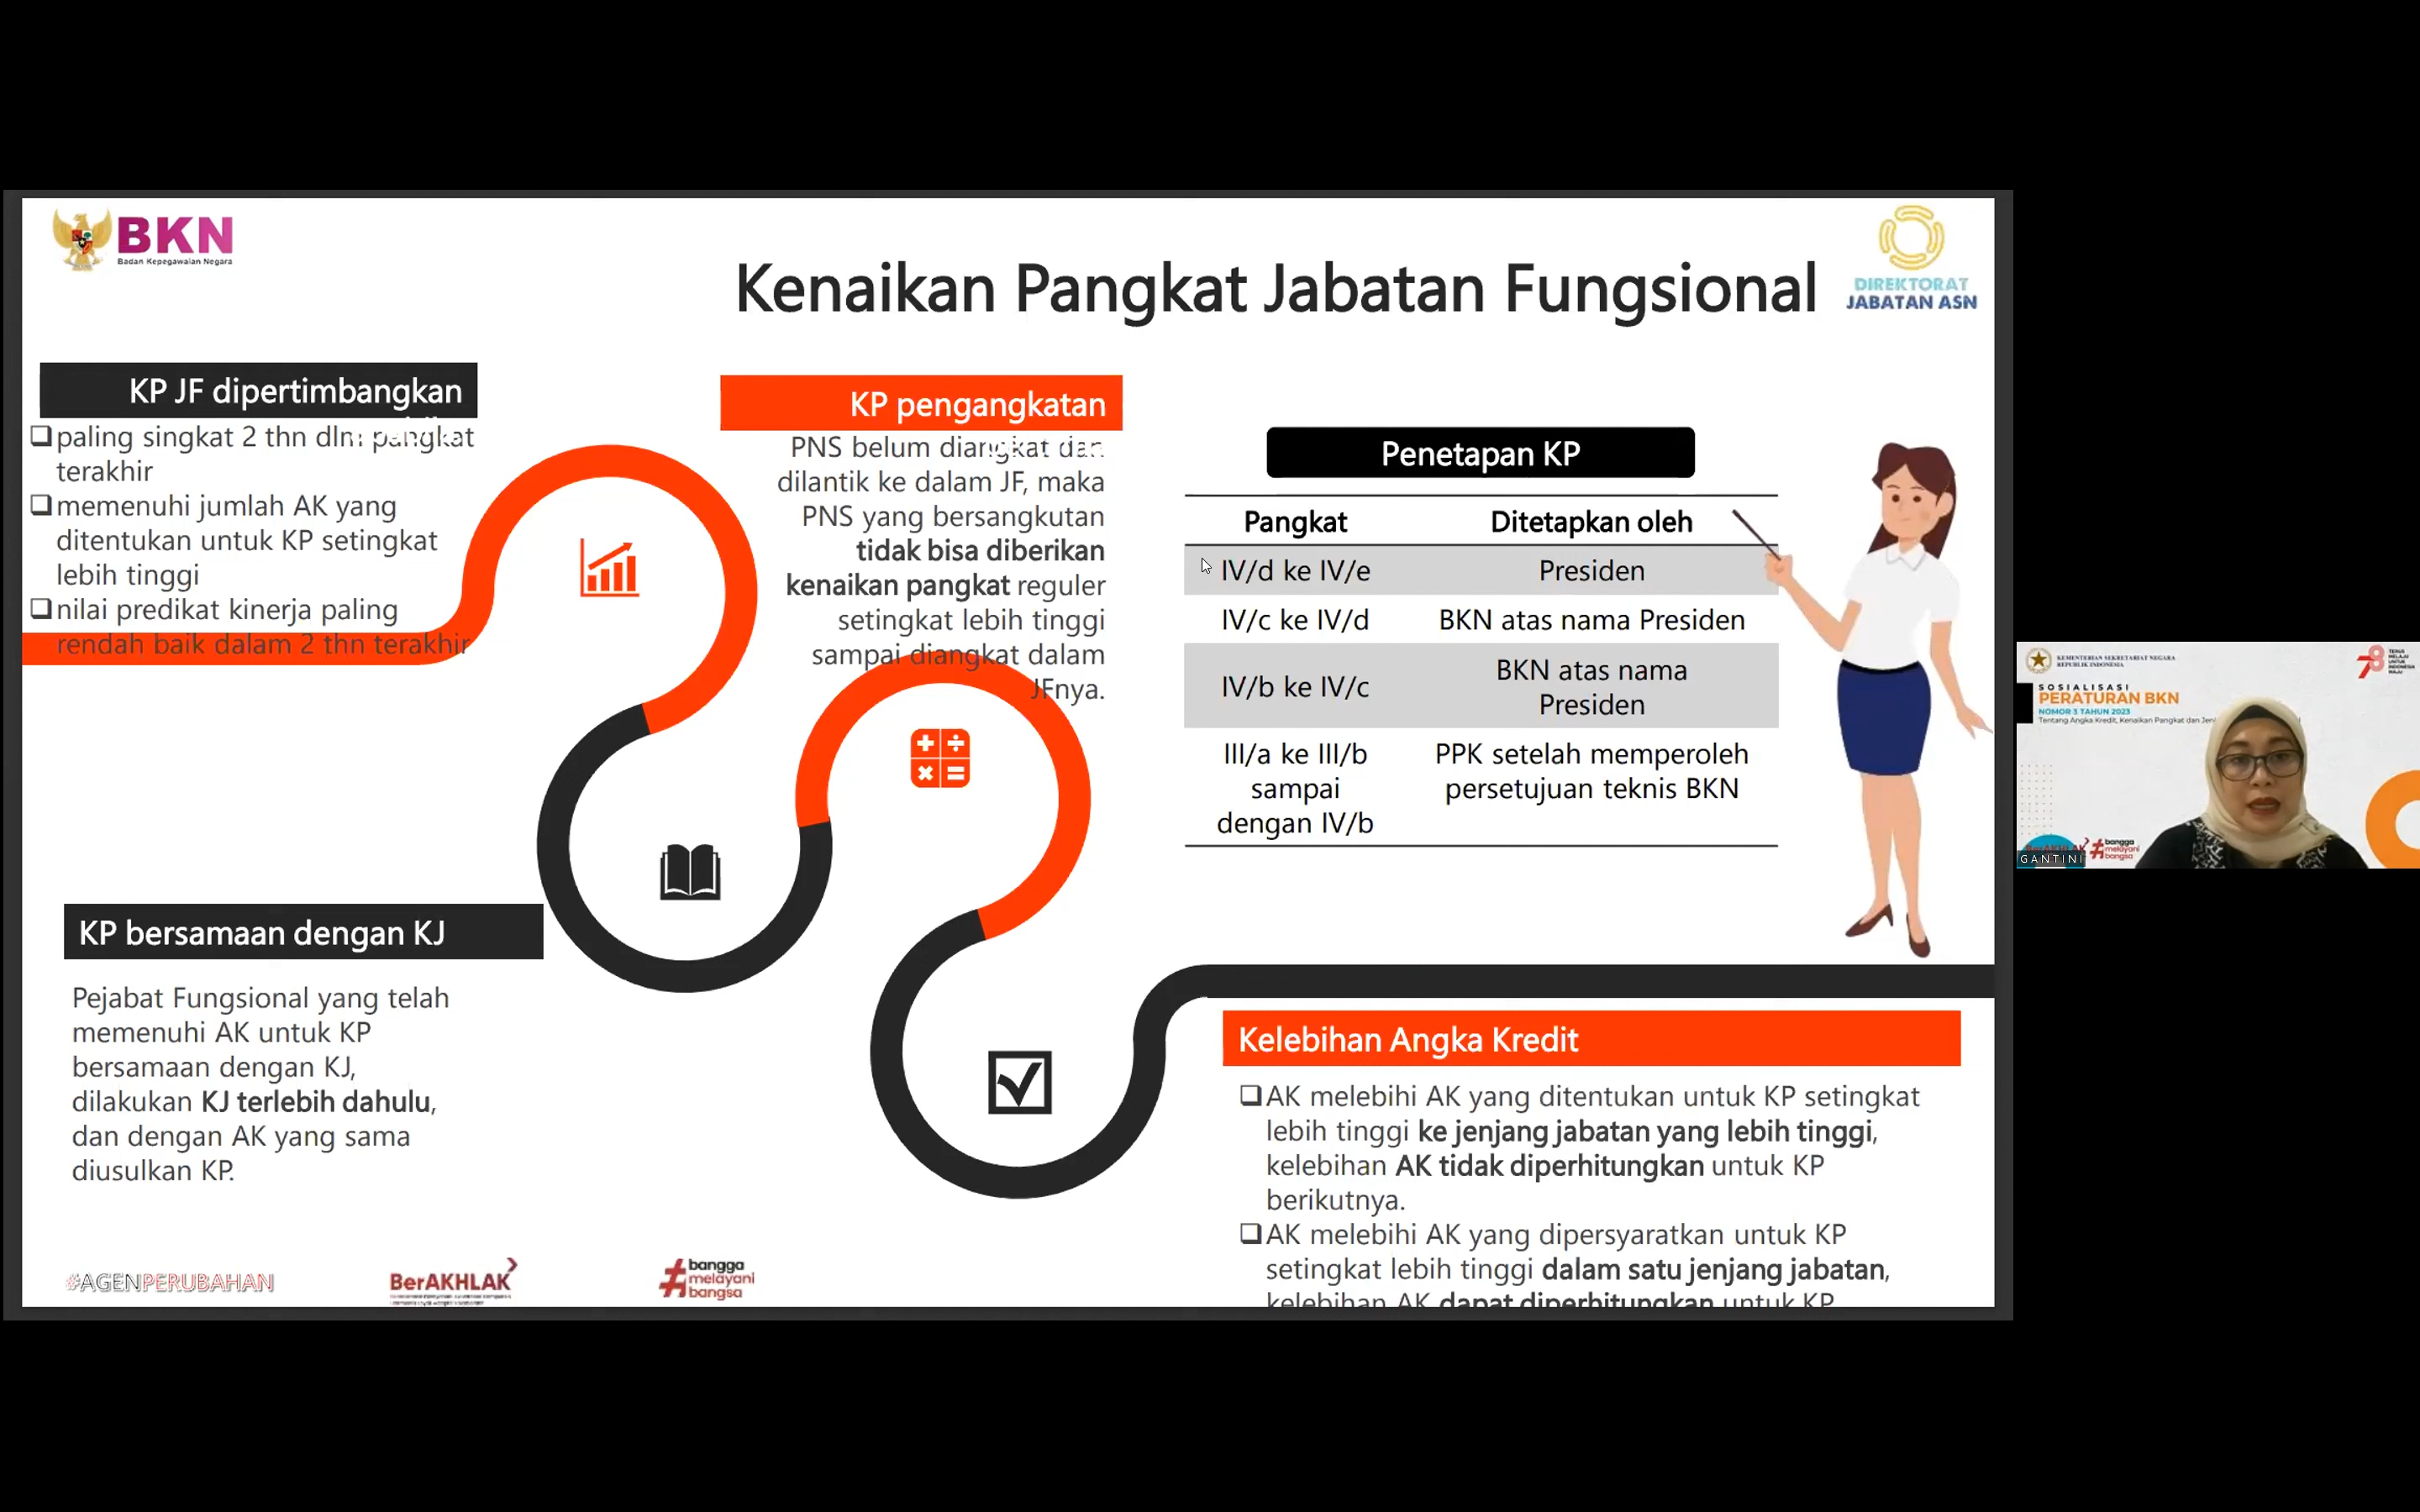 BKN
Badan Kepegawaian Negara
Kenaikan Pangkat Jabatan Fungsional
DIREKTORAT
JABATAN ASN
KP JF dipertimbangkan
❑paling singkat 2 thn dlm pangkat
terakhir
❑memenuhi jumlah AK yang
ditentukan untuk KP setingkat
lebih tinggi
❑nilai predikat kinerja paling
rendah baik dalam 2 thn terakhir
KP pengangkatan
PNS belum diangkat dan
dilantik ke dalam JF, maka
PNS yang bersangkutan
tidak bisa diberikan
kenaikan pangkat reguler
setingkat lebih tinggi
sampai diangkat dalam
JFnya.
Penetapan KP
Pangkat Ditetapkan oleh
IV/d ke IV/e Presiden
IV/c ke IV/d BKN atas nama Presiden
IV/b ke IV/c BKN atas nama
Presiden
III/a ke III/b PPK setelah memperoleh
sampai persetujuan teknis BKN
dengan IV/b
KP bersamaan dengan KJ
Pejabat Fungsional yang telah
memenuhi AK untuk KP
bersamaan dengan KJ,
dilakukan KJ terlebih dahulu,
dan dengan AK yang sama
diusulkan KP.
Kelebihan Angka Kredit
❑AK melebihi AK yang ditentukan untuk KP setingkat
lebih tinggi ke jenjang jabatan yang lebih tinggi,
kelebihan AK tidak diperhitungkan untuk KP
berikutnya.
❑AK melebihi AK yang dipersyaratkan untuk KP
setingkat lebih tinggi dalam satu jenjang jabatan,
kelebihan AK dapat diperhitungkan untuk KP
#AGENPERUBAHAN
BerAKHLAK
#bangga
melayani
bangsa
KEMENTERIAN SEKRETARIAT NEGARA
REPUBLIK INDONESIA
78
SOSIALISASI
PERATURAN BKN
NOMOR 3 TAHUN 2023
Tentang Angka Kredit, Kenaikan Pangkat dan
#bangga
melayani
bangsa
GANTINI